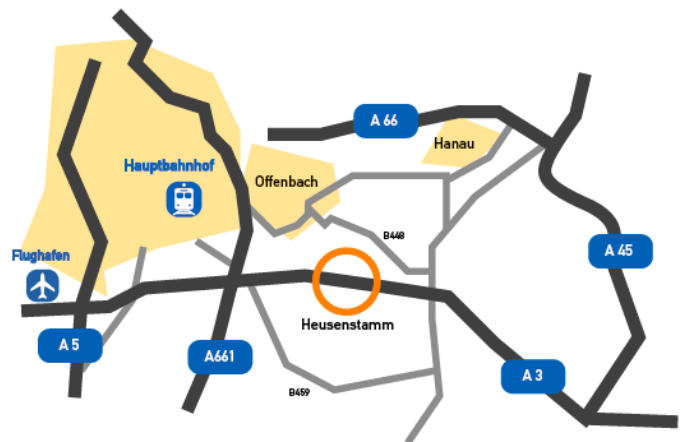 A 66
Hanau
Hauptbahnhof
Offenbach
B448
A 45
Flughafen
Heusenstamm
A 5
A661
A 3
B459